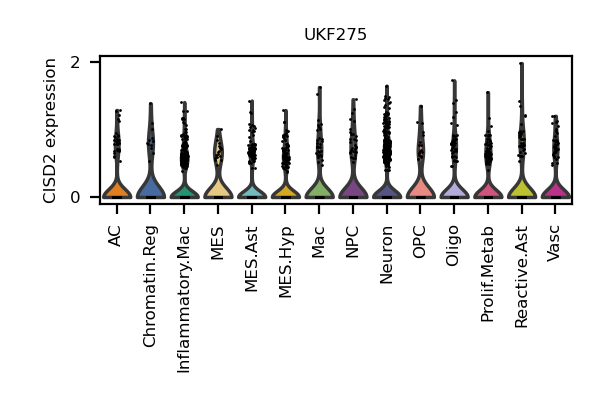 UKF275
CISD2 expression
2
0
AC
Chromatin.Reg
Inflammatory.Mac
MES
MES.Ast
MES.Hyp
Mac
NPC
Neuron
OPC
Oligo
Prolif.Metab
Reactive.Ast
Vasc